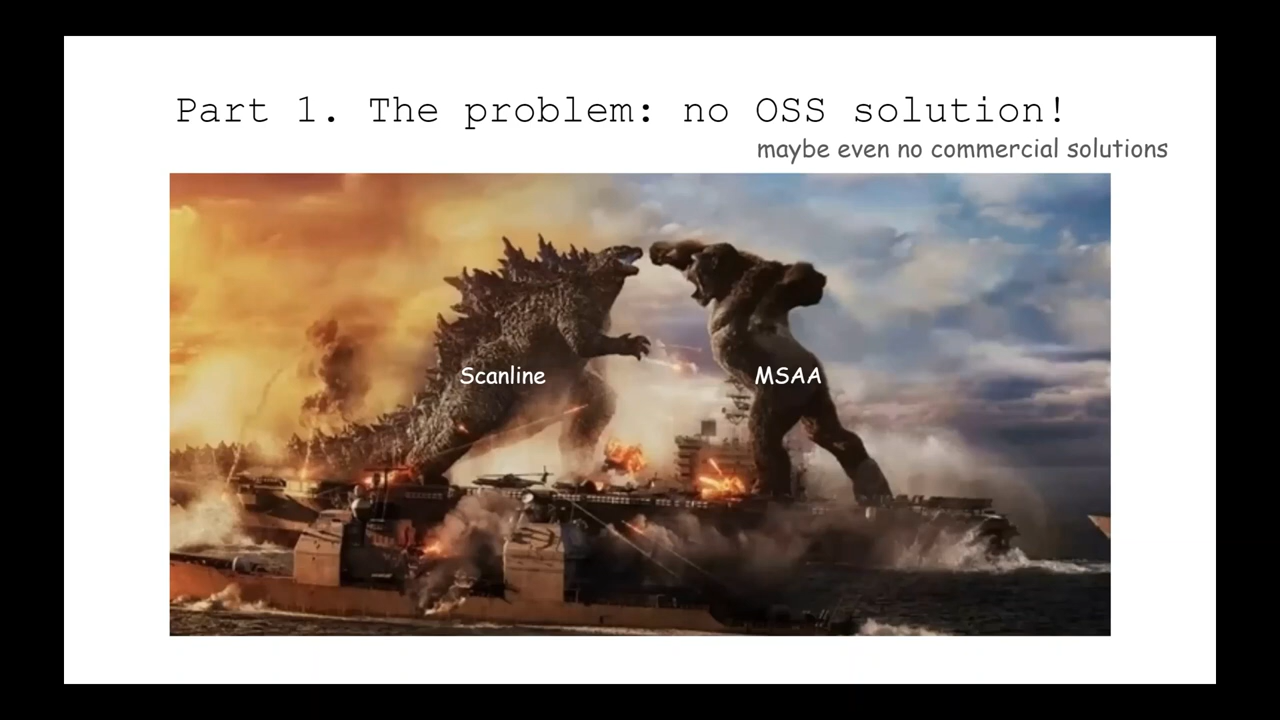 Part 1. The problem: no OSS solution!
maybe even no commercial solutions
Scanline
MSAA